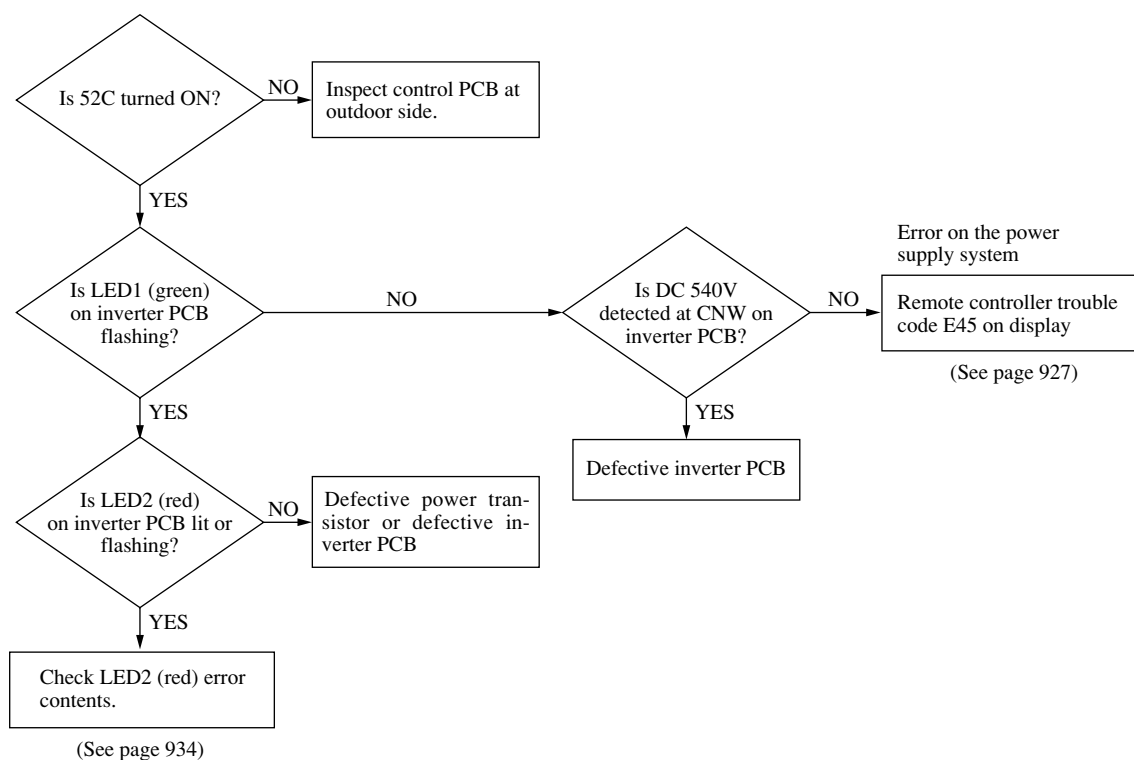 Is 52C turned ON?
NO
Inspect control PCB at
outdoor side.
YES
Is LED1 (green)
on inverter PCB
flashing?
NO
Is DC 540V
detected at CNW on
inverter PCB?
NO
Error on the power
supply system
Remote controller trouble
code E45 on display
(See page 927)
YES
Defective inverter PCB
YES
Is LED2 (red)
on inverter PCB lit or
flashing?
NO
Defective power tran-
sistor or defective in-
verter PCB
YES
Check LED2 (red) error
contents.
(See page 934)